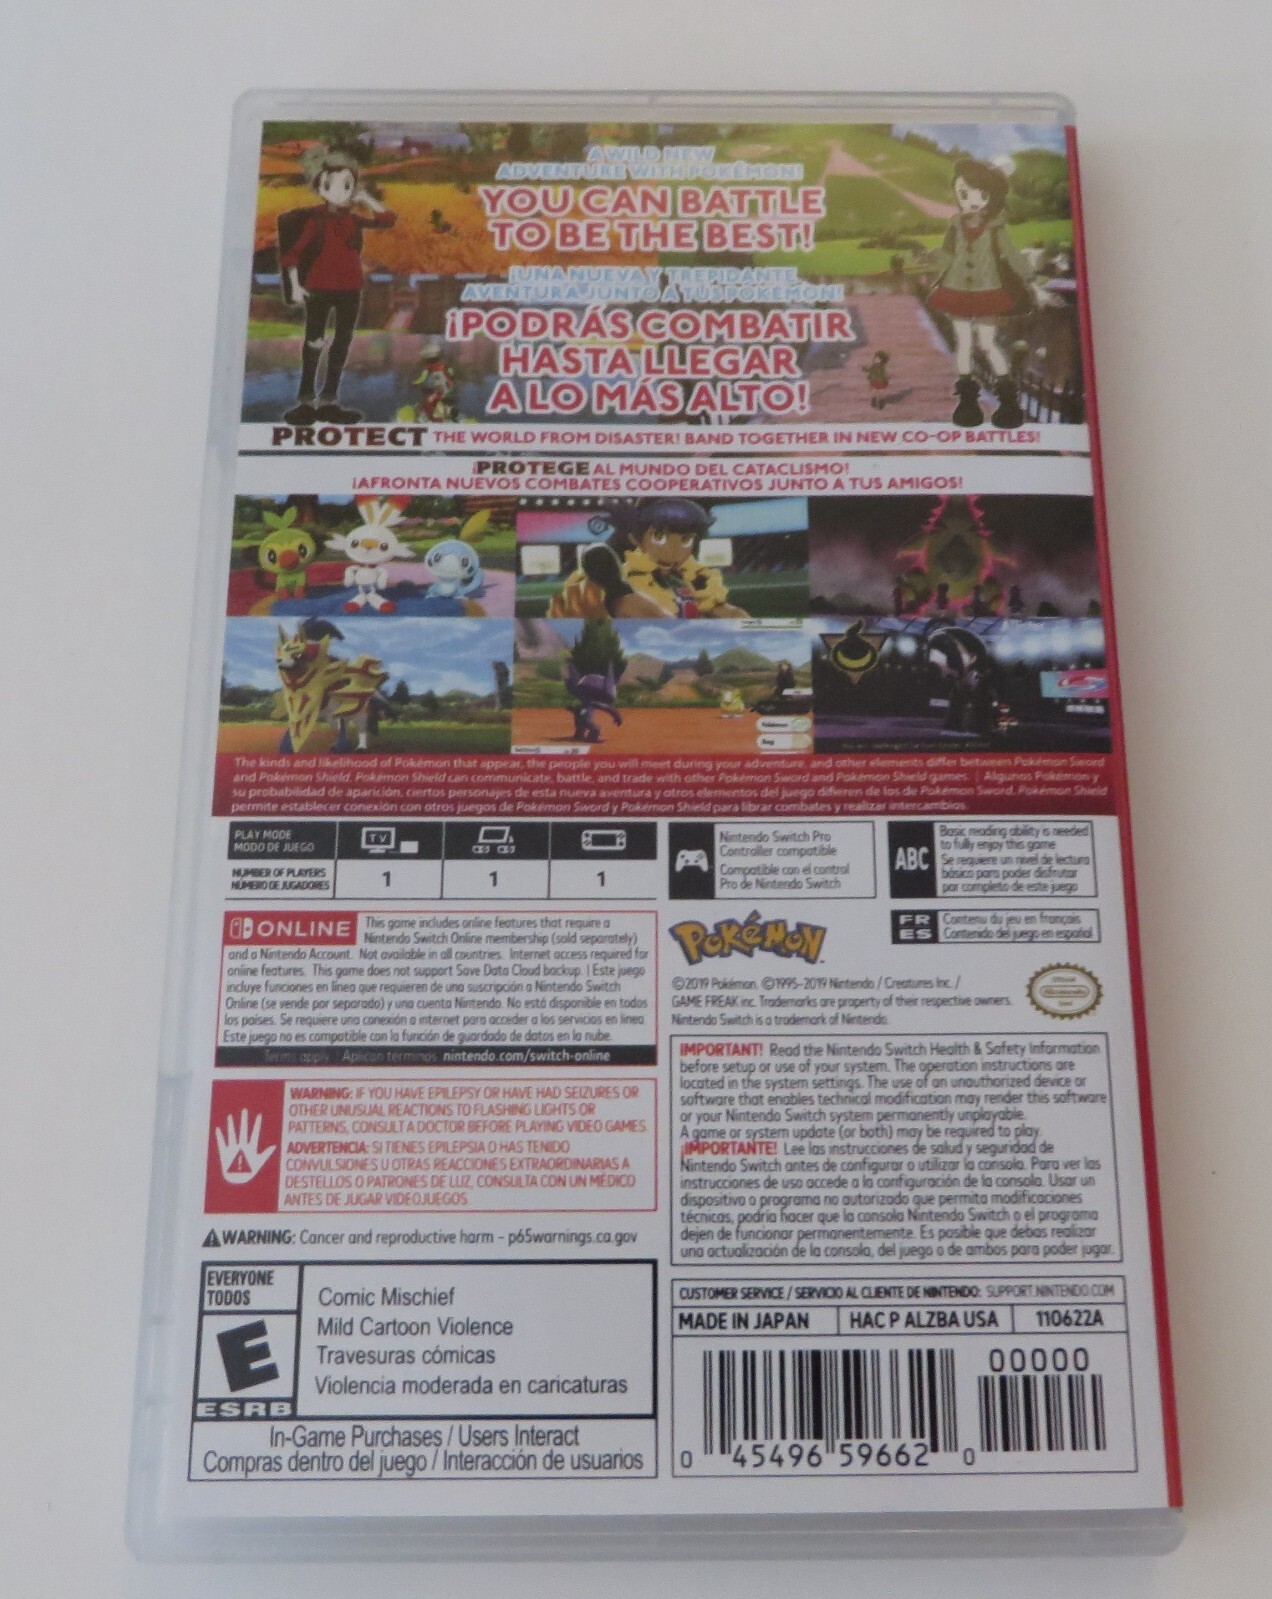 A WILD NEW
ADVENTURE WITH POKÉMON!
YOU CAN BATTLE
TO BE THE BEST!
¡UNA NUEVA Y TREPIDANTE
AVENTURA JUNTO A TUS POKÉMON!
¡PODRÁS COMBATIR
HASTA LLEGAR
A LO MÁS ALTO!
PROTECT THE WORLD FROM DISASTER! BAND TOGETHER IN NEW CO-OP BATTLES!
¡PROTEGE AL MUNDO DEL CATACLISMO!
¡AFRONTA NUEVOS COMBATES COOPERATIVOS JUNTO A TUS AMIGOS!
Pokémon
Bag
The kinds and likelihood of Pokémon that appear, the people you will meet during your adventure, and other elements differ between Pokémon Sword
and Pokémon Shield. Pokémon Shield can communicate, battle, and trade with other Pokémon Sword and Pokémon Shield games. | Algunos Pokémon y
su probabilidad de aparición, ciertos personajes de esta nueva aventura y otros elementos del juego difieren de los de Pokémon Sword. Pokémon Shield
permite establecer conexión con otros juegos de Pokémon Sword y Pokémon Shield para librar combates y realizar intercambios.
PLAY MODE
MODO DE JUEGO
TV
NUMBER OF PLAYERS
NÚMERO DE JUGADORES
1 1 1
Nintendo Switch Pro
Controller compatible
Compatible con el control
Pro de Nintendo Switch
ABC
Basic reading ability is needed
to fully enjoy this game
Se requiere un nivel de lectura
básico para poder disfrutar
por completo de este juego
ONLINE This game includes online features that require a
Nintendo Switch Online membership (sold separately)
and a Nintendo Account. Not available in all countries. Internet access required for
online features. This game does not support Save Data Cloud backup. | Este juego
incluye funciones en línea que requieren de una suscripción a Nintendo Switch
Online (se vende por separado) y una cuenta Nintendo. No está disponible en todos
los países. Se requiere una conexión a internet para acceder a los servicios en línea.
Este juego no es compatible con la función de guardado de datos en la nube.
Terms apply. Aplican términos. nintendo.com/switch-online
POKéMON
FR
ES
Contenu du jeu en français
Contenido del juego en español
©2019 Pokémon. ©1995–2019 Nintendo / Creatures Inc. /
GAME FREAK inc. Trademarks are property of their respective owners.
Nintendo Switch is a trademark of Nintendo.
Official
Nintendo
Seal
WARNING: IF YOU HAVE EPILEPSY OR HAVE HAD SEIZURES OR
OTHER UNUSUAL REACTIONS TO FLASHING LIGHTS OR
PATTERNS, CONSULT A DOCTOR BEFORE PLAYING VIDEO GAMES.
ADVERTENCIA: SI TIENES EPILEPSIA O HAS TENIDO
CONVULSIONES U OTRAS REACCIONES EXTRAORDINARIAS A
DESTELLOS O PATRONES DE LUZ, CONSULTA CON UN MÉDICO
ANTES DE JUGAR VIDEOJUEGOS.
WARNING: Cancer and reproductive harm - p65warnings.ca.gov
IMPORTANT! Read the Nintendo Switch Health & Safety Information
before setup or use of your system. The operation instructions are
located in the system settings. The use of an unauthorized device or
software that enables technical modification may render this software
or your Nintendo Switch system permanently unplayable.
A game or system update (or both) may be required to play.
¡IMPORTANTE! Lee las instrucciones de salud y seguridad de
Nintendo Switch antes de configurar o utilizar la consola. Para ver las
instrucciones de uso accede a la configuración de la consola. Usar un
dispositivo o programa no autorizado que permita modificaciones
técnicas, podría hacer que la consola Nintendo Switch o el programa
dejen de funcionar permanentemente. Es posible que debas realizar
una actualización de la consola, del juego o de ambos para poder jugar.
EVERYONE
TODOS
E
ESRB
Comic Mischief
Mild Cartoon Violence
Travesuras cómicas
Violencia moderada en caricaturas
In-Game Purchases / Users Interact
Compras dentro del juego / Interacción de usuarios
CUSTOMER SERVICE / SERVICIO AL CLIENTE DE NINTENDO: SUPPORT.NINTENDO.COM
MADE IN JAPAN HAC P ALZBA USA 110622A
00000
0 45496 59662 0